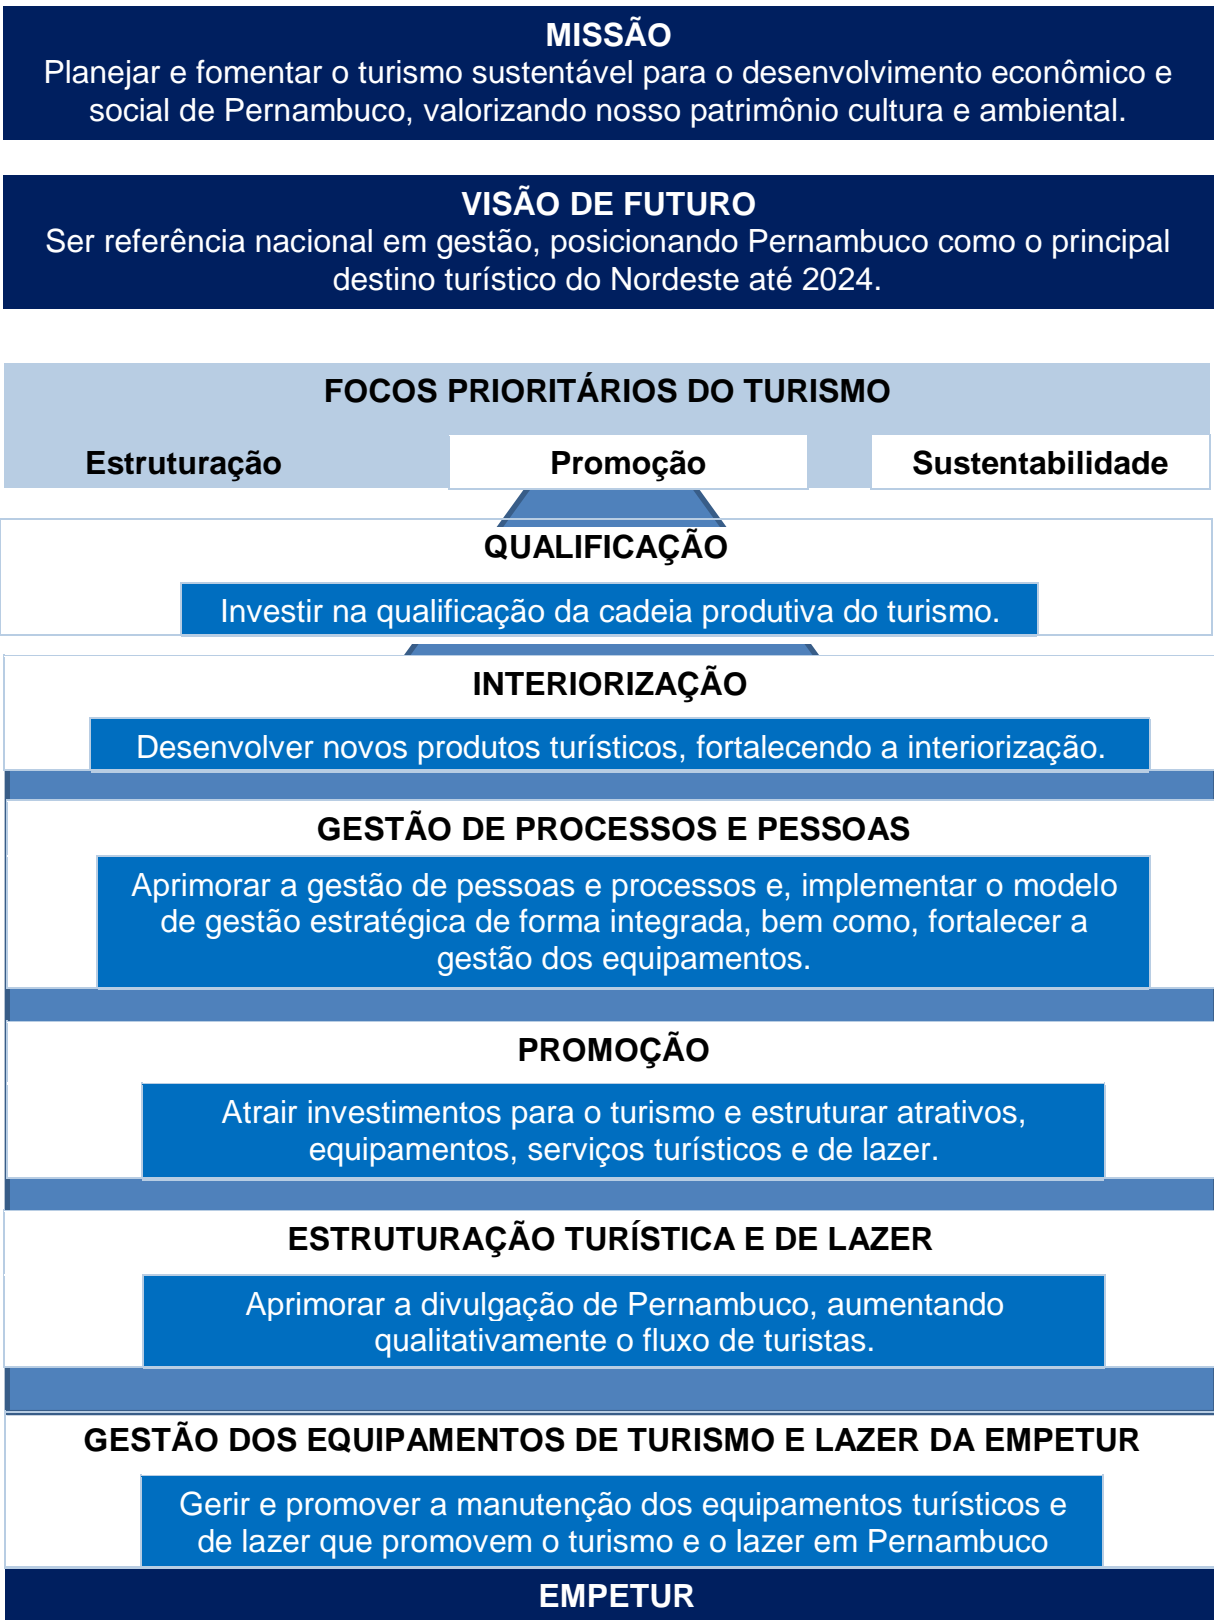 MISSÃO
Planejar e fomentar o turismo sustentável para o desenvolvimento econômico e
social de Pernambuco, valorizando nosso patrimônio cultura e ambiental.
VISÃO DE FUTURO
Ser referência nacional em gestão, posicionando Pernambuco como o principal
destino turístico do Nordeste até 2024.
FOCOS PRIORITÁRIOS DO TURISMO
Estruturação Promoção Sustentabilidade
QUALIFICAÇÃO
Investir na qualificação da cadeia produtiva do turismo.
INTERIORIZAÇÃO
Desenvolver novos produtos turísticos, fortalecendo a interiorização.
GESTÃO DE PROCESSOS E PESSOAS
Aprimorar a gestão de pessoas e processos e, implementar o modelo
de gestão estratégica de forma integrada, bem como, fortalecer a
gestão dos equipamentos.
PROMOÇÃO
Atrair investimentos para o turismo e estruturar atrativos,
equipamentos, serviços turísticos e de lazer.
ESTRUTURAÇÃO TURÍSTICA E DE LAZER
Aprimorar a divulgação de Pernambuco, aumentando
qualitativamente o fluxo de turistas.
GESTÃO DOS EQUIPAMENTOS DE TURISMO E LAZER DA EMPETUR
Gerir e promover a manutenção dos equipamentos turísticos e
de lazer que promovem o turismo e o lazer em Pernambuco
EMPETUR